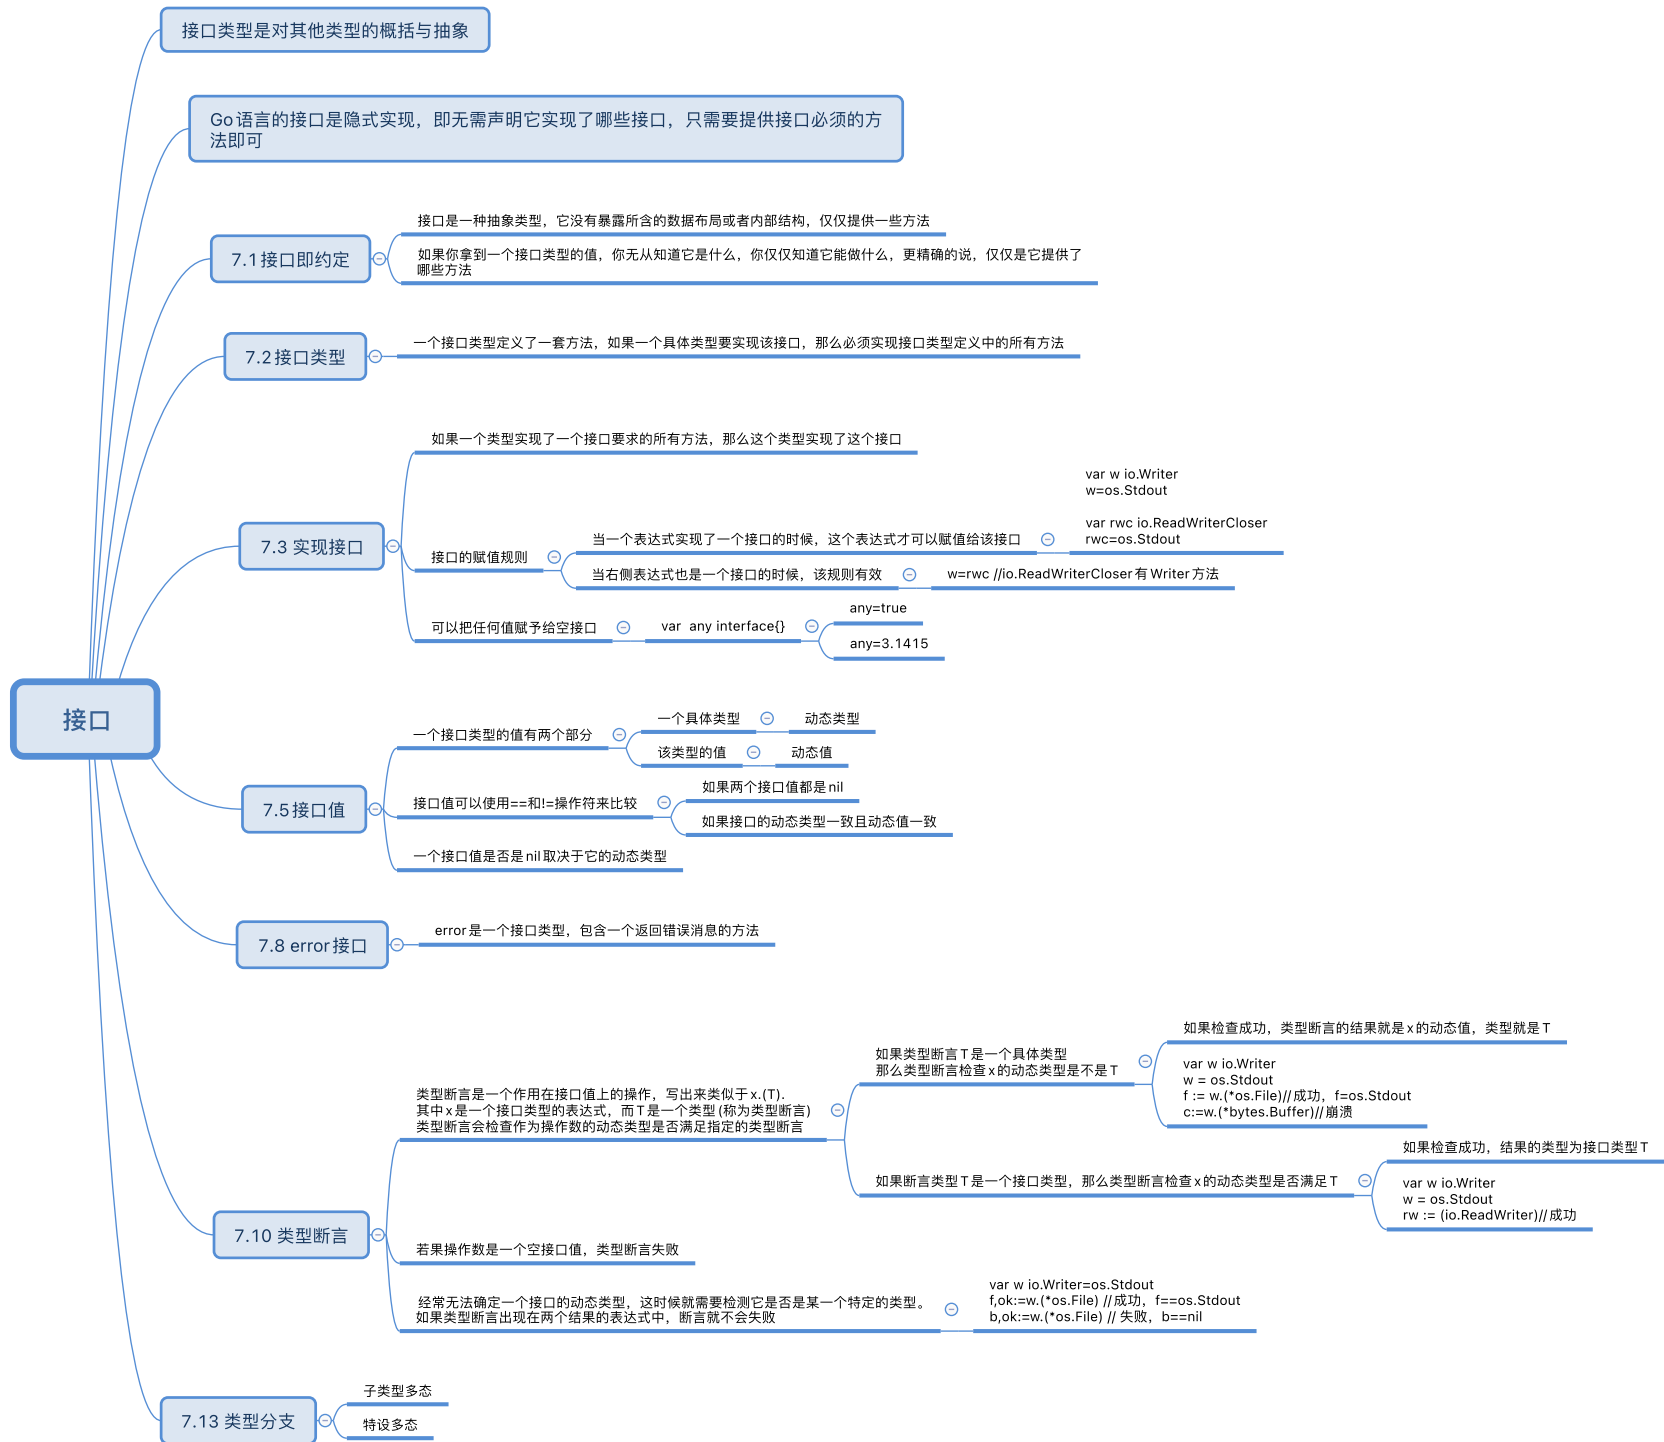 接口类型是对其他类型的概括与抽象
Go语言的接口是隐式实现，即无需声明它实现了哪些接口，只需要提供接口必须的方
法即可
7.1接口即约定
接口是一种抽象类型，它没有暴露所含的数据布局或者内部结构，仅仅提供一些方法
如果你拿到一个接口类型的值，你无从知道它是什么，你仅仅知道它能做什么，更精确的说，仅仅是它提供了
哪些方法
7.2接口类型
一个接口类型定义了一套方法，如果一个具体类型要实现该接口，那么必须实现接口类型定义中的所有方法
7.3 实现接口
如果一个类型实现了一个接口要求的所有方法，那么这个类型实现了这个接口
接口的赋值规则
当一个表达式实现了一个接口的时候，这个表达式才可以赋值给该接口
var w io.Writer
w=os.Stdout
var rwc io.ReadWriterCloser
rwc=os.Stdout
当右侧表达式也是一个接口的时候，该规则有效
w=rwc //io.ReadWriterCloser有Writer方法
可以把任何值赋予给空接口
var  any interface{}
any=true
any=3.1415
接口
7.5接口值
一个接口类型的值有两个部分
一个具体类型
动态类型
该类型的值
动态值
接口值可以使用==和!=操作符来比较
如果两个接口值都是nil
如果接口的动态类型一致且动态值一致
一个接口值是否是nil取决于它的动态类型
7.8 error接口
error是一个接口类型，包含一个返回错误消息的方法
7.10 类型断言
类型断言是一个作用在接口值上的操作，写出来类似于x.(T).
其中x是一个接口类型的表达式，而T是一个类型(称为类型断言)
类型断言会检查作为操作数的动态类型是否满足指定的类型断言
如果类型断言T是一个具体类型
那么类型断言检查x的动态类型是不是T
如果检查成功，类型断言的结果就是x的动态值，类型就是T
var w io.Writer
w = os.Stdout
f := w.(*os.File)//成功，f=os.Stdout
c:=w.(*bytes.Buffer)//崩溃
如果断言类型T是一个接口类型，那么类型断言检查x的动态类型是否满足T
如果检查成功，结果的类型为接口类型T
var w io.Writer
w = os.Stdout
rw := (io.ReadWriter)//成功
若果操作数是一个空接口值，类型断言失败
经常无法确定一个接口的动态类型，这时候就需要检测它是否是某一个特定的类型。
如果类型断言出现在两个结果的表达式中，断言就不会失败
var w io.Writer=os.Stdout
f,ok:=w.(*os.File) //成功，f==os.Stdout
b,ok:=w.(*os.File) // 失败，b==nil
7.13 类型分支
子类型多态
特设多态